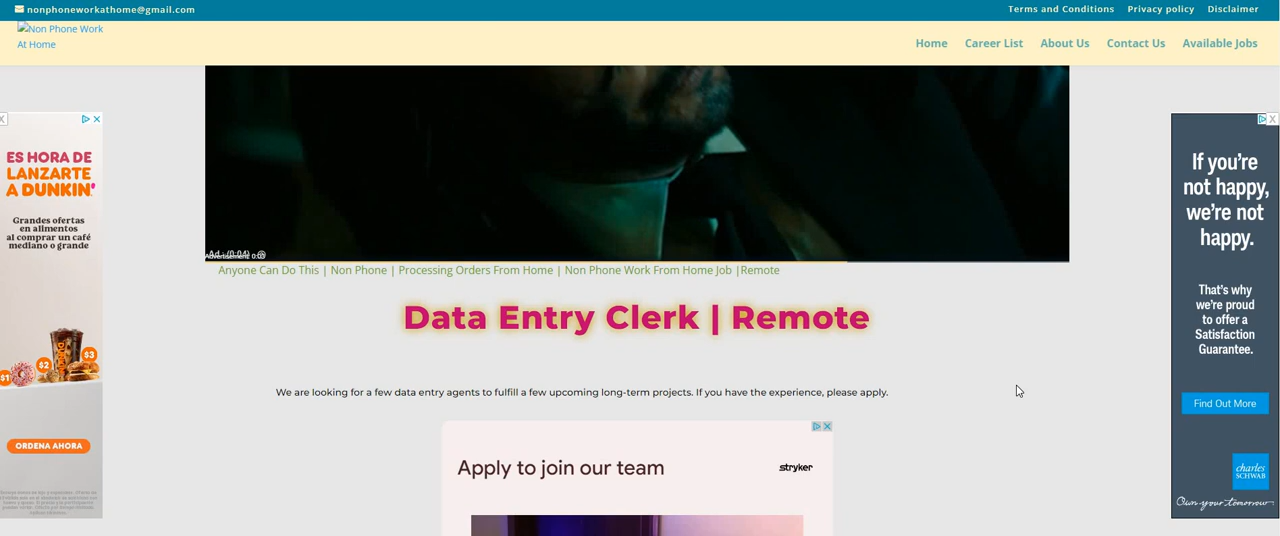 nonphoneworkathome@gmail.com
Terms and Conditions Privacy policy Disclaimer
Non Phone Work
At Home
Home Career List About Us Contact Us Available Jobs
Anyone Can Do This | Non Phone | Processing Orders From Home | Non Phone Work From Home Job |Remote
Data Entry Clerk | Remote
We are looking for a few data entry agents to fulfill a few upcoming long-term projects. If you have the experience, please apply.
Apply to join our team
stryker
X
ES HORA DE
LANZARTE
A DUNKIN'
Grandes ofertas
en alimentos
al comprar un café
mediano o grande
$1
$2
$3
ORDENA AHORA
X
If you're
not happy,
we're not
happy.
That's why
we're proud
to offer a
Satisfaction
Guarantee.
Find Out More
charles
SCHWAB
Own your tomorrow